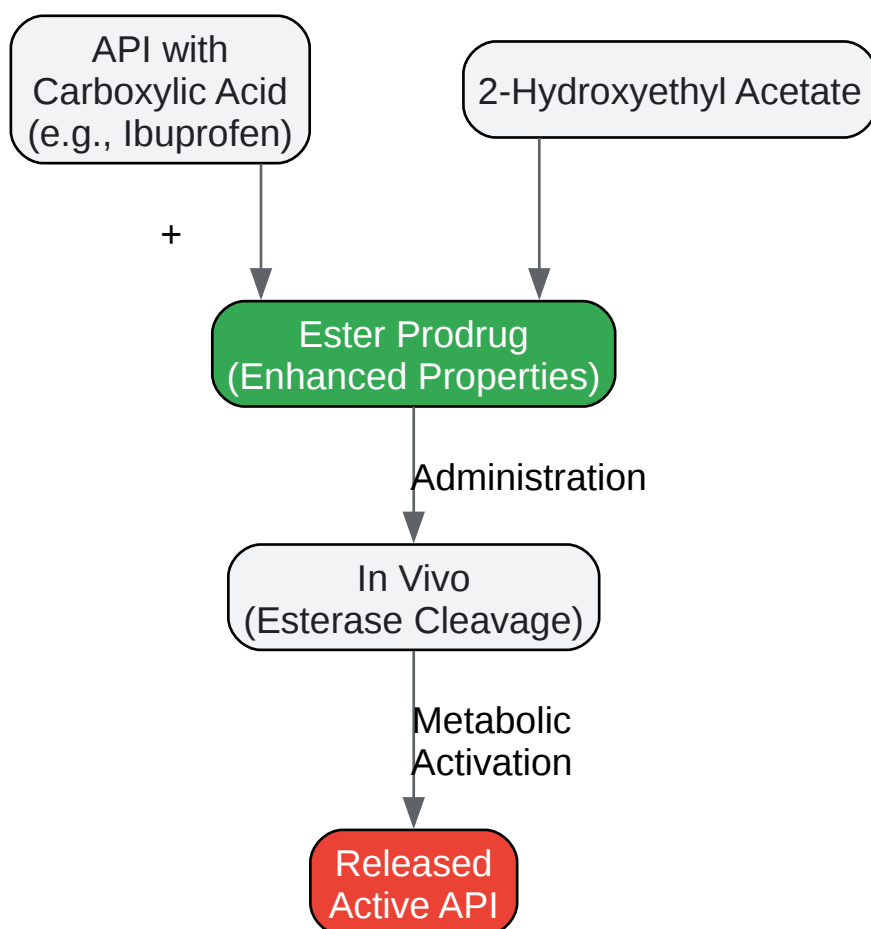 API with
Carboxylic Acid
(e.g., Ibuprofen)
2-Hydroxyethyl Acetate
+
Ester Prodrug
(Enhanced Properties)
Administration
In Vivo
(Esterase Cleavage)
Metabolic
Activation
Released
Active API